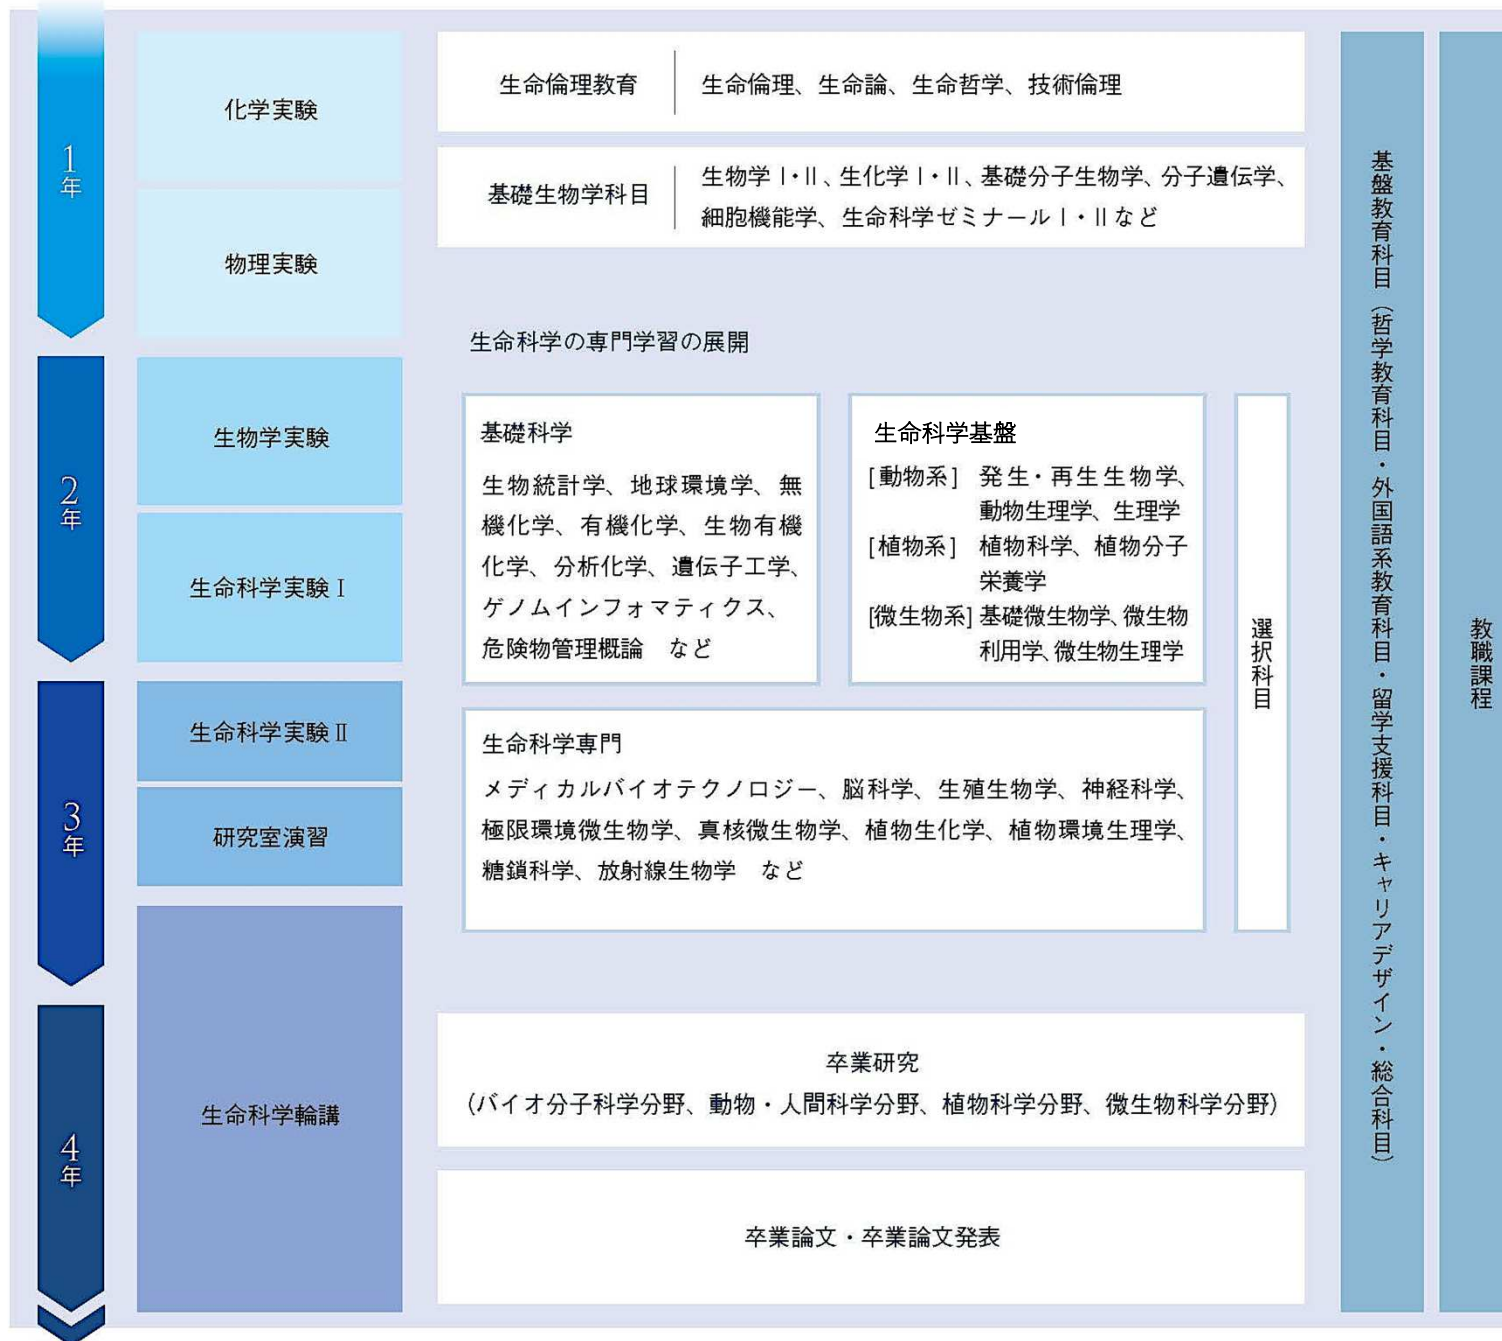 1年
化学実験
物理実験
生命倫理教育
生命倫理、生命論、生命哲学、技術倫理
基礎生物学科目
生物学Ⅰ・Ⅱ、生化学Ⅰ・Ⅱ、基礎分子生物学、分子遺伝学、
細胞機能学、生命科学ゼミナールⅠ・Ⅱなど
生命科学の専門学習の展開
2年
生物学実験
生命科学実験Ⅰ
基礎科学
生物統計学、地球環境学、無
機化学、有機化学、生物有機
化学、分析化学、遺伝子工学、
ゲノムインフォマティクス、
危険物管理概論　など
生命科学基盤
[動物系] 発生・再生生物学、
動物生理学、生理学
[植物系] 植物科学、植物分子
栄養学
[微生物系] 基礎微生物学、微生物
利用学、微生物生理学
選択科目
3年
生命科学実験Ⅱ
研究室演習
生命科学専門
メディカルバイオテクノロジー、脳科学、生殖生物学、神経科学、
極限環境微生物学、真核微生物学、植物生化学、植物環境生理学、
糖鎖科学、放射線生物学　など
4年
生命科学輪講
卒業研究
（バイオ分子科学分野、動物・人間科学分野、植物科学分野、微生物科学分野）
卒業論文・卒業論文発表
基盤教育科目（哲学教育科目・外国語系教育科目・留学支援科目・キャリアデザイン・総合科目）
教職課程